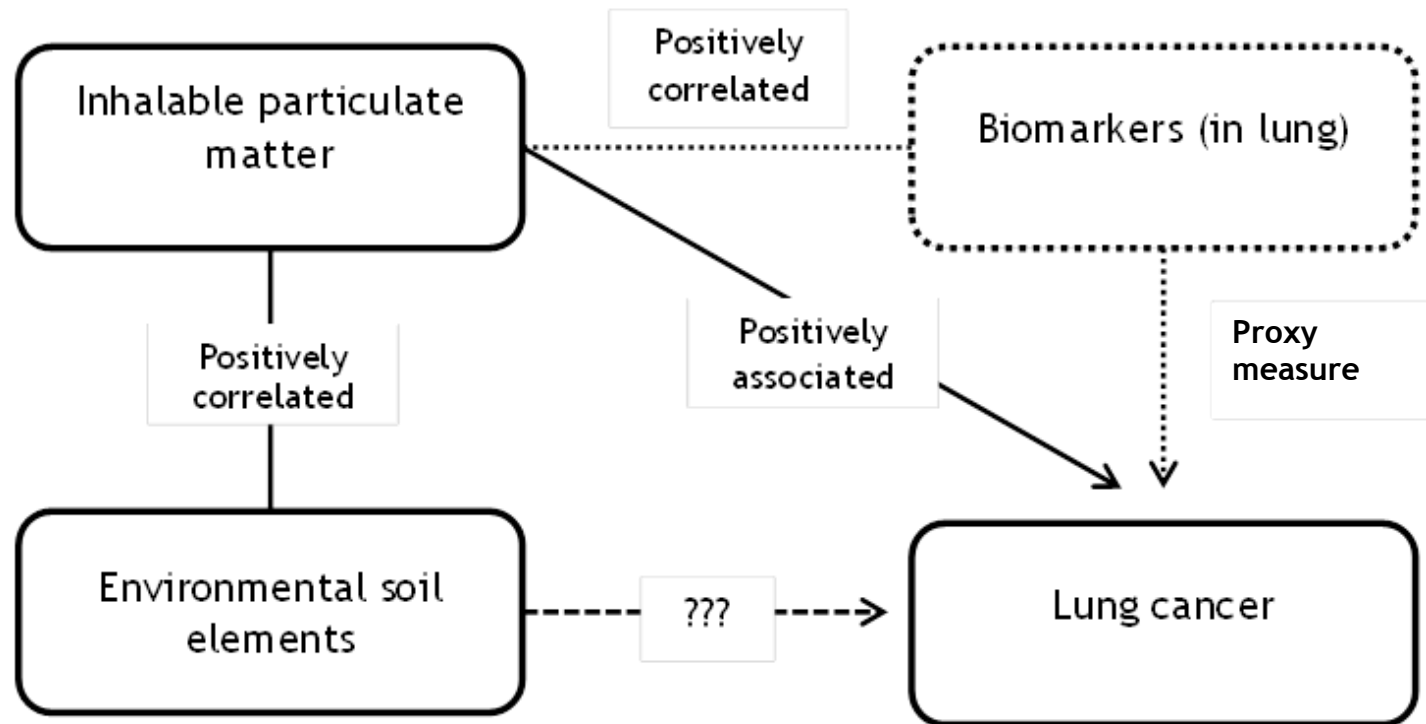 Positively
correlated
Inhalable particulate
matter
Biomarkers (in lung)
Positively
associated
Proxy
measure
Positively
correlated
Environmental soil
elements
???
Lung cancer